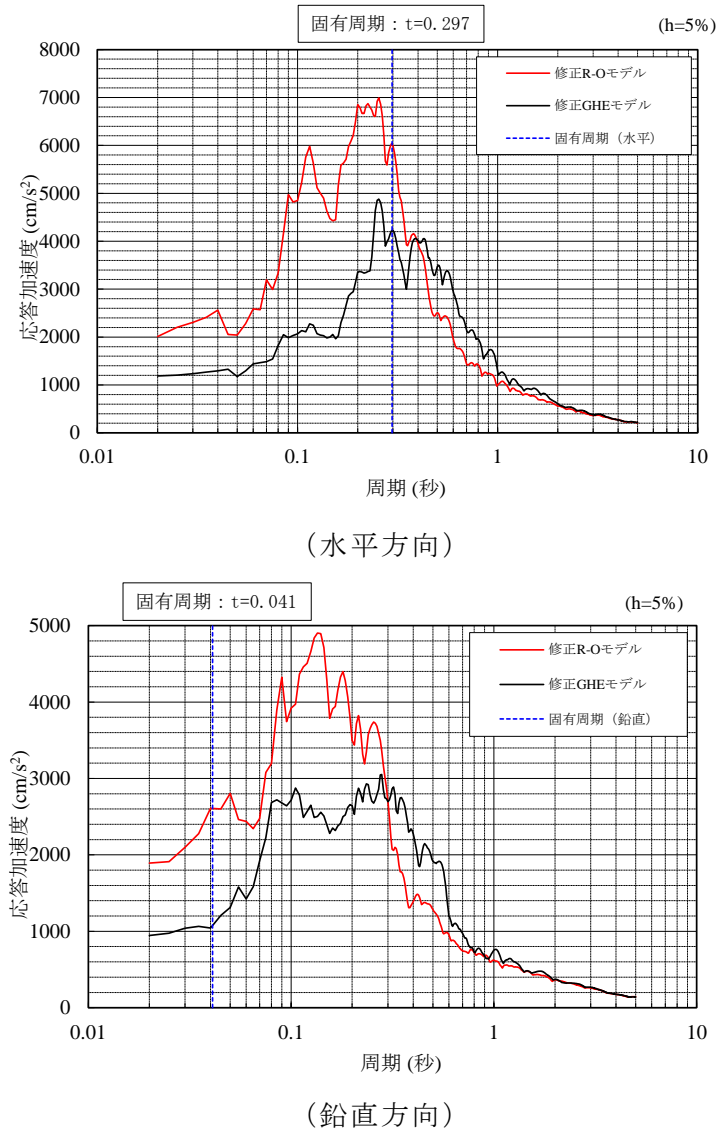 固有周期：t=0.297
(h=5%)
8000
7000
6000
5000
4000
3000
2000
1000
0
応答加速度 (cm/s²)
修正R-Oモデル
修正GHEモデル
固有周期（水平）
0.01
0.1
1
10
周期 (秒)
（水平方向）
固有周期：t=0.041
(h=5%)
5000
4000
3000
2000
1000
0
応答加速度 (cm/s²)
修正R-Oモデル
修正GHEモデル
固有周期（鉛直）
0.01
0.1
1
10
周期 (秒)
（鉛直方向）